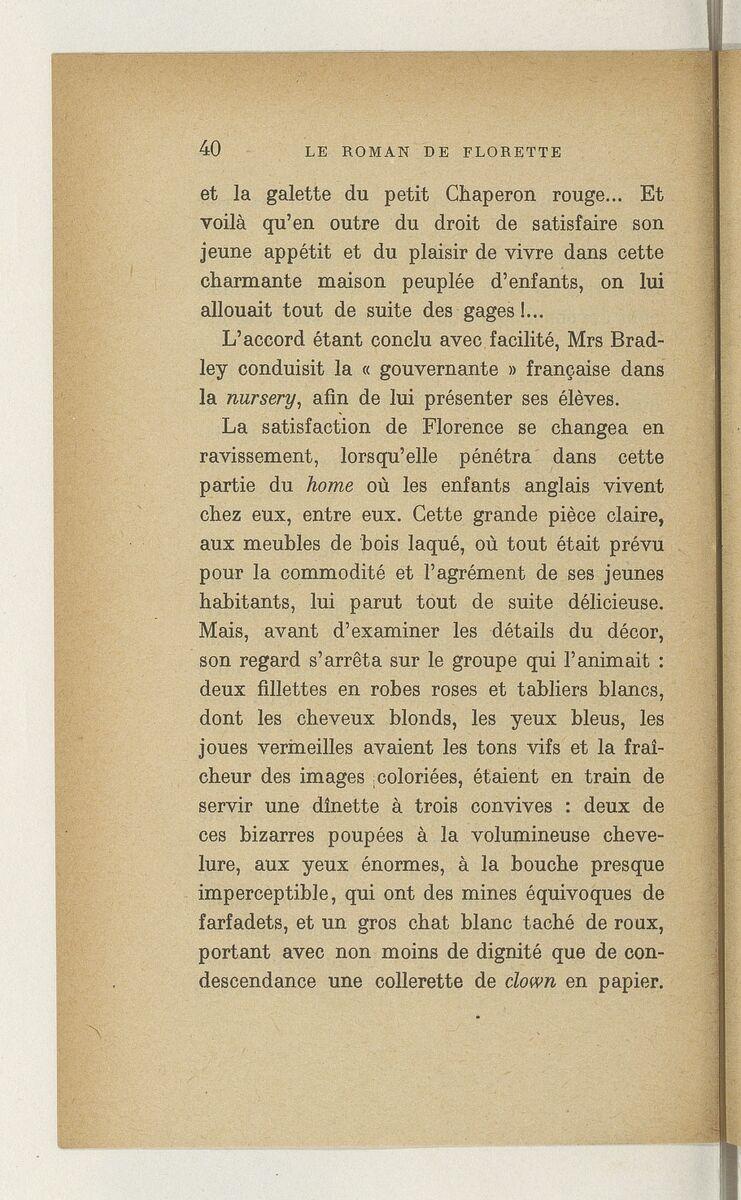 40 LE ROMAN DE FLORETTE
et la galette du petit Chaperon rouge... Et
voilà qu'en outre du droit de satisfaire son
jeune appétit et du plaisir de vivre dans cette
charmante maison peuplée d'enfants, on lui
allouait tout de suite des gages !...
L'accord étant conclu avec facilité, Mrs Brad-
ley conduisit la « gouvernante » française dans
la nursery, afin de lui présenter ses élèves.
La satisfaction de Florence se changea en
ravissement, lorsqu'elle pénétra dans cette
partie du home où les enfants anglais vivent
chez eux, entre eux. Cette grande pièce claire,
aux meubles de bois laqué, où tout était prévu
pour la commodité et l'agrément de ses jeunes
habitants, lui parut tout de suite délicieuse.
Mais, avant d'examiner les détails du décor,
son regard s'arrêta sur le groupe qui l'animait :
deux fillettes en robes roses et tabliers blancs,
dont les cheveux blonds, les yeux bleus, les
joues vermeilles avaient les tons vifs et la fraî-
cheur des images coloriées, étaient en train de
servir une dînette à trois convives : deux de
ces bizarres poupées à la volumineuse cheve-
lure, aux yeux énormes, à la bouche presque
imperceptible, qui ont des mines équivoques de
farfadets, et un gros chat blanc taché de roux,
portant avec non moins de dignité que de con-
descendance une collerette de clown en papier.